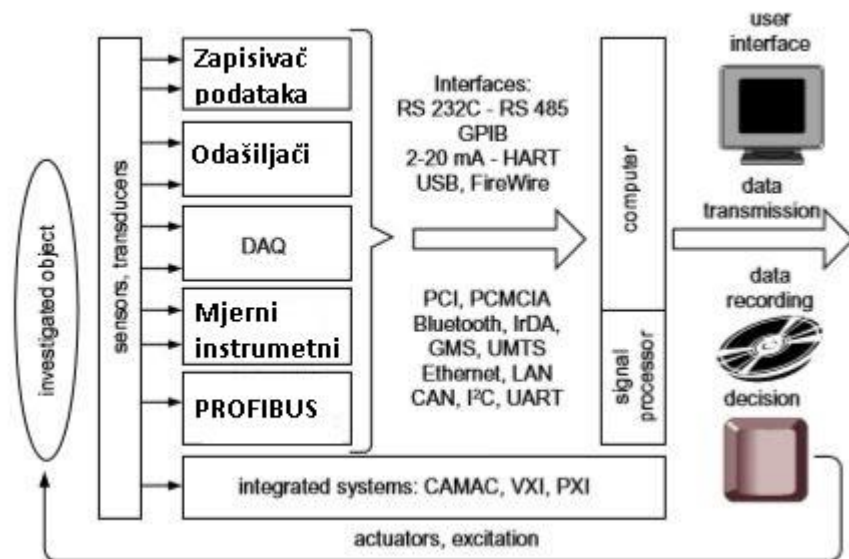 investigated object
sensors, transducers
Zapisivač
podataka
Odašiljači
DAQ
Mjerni
instrumetni
PROFIBUS
integrated systems: CAMAC, VXI, PXI
Interfaces:
RS 232C - RS 485
GPIB
2-20 mA - HART
USB, FireWire
PCI, PCMCIA
Bluetooth, IrDA,
GMS, UMTS
Ethernet, LAN
CAN, I²C, UART
computer
signal
processor
user
interface
data
transmission
data
recording
decision
actuators, excitation